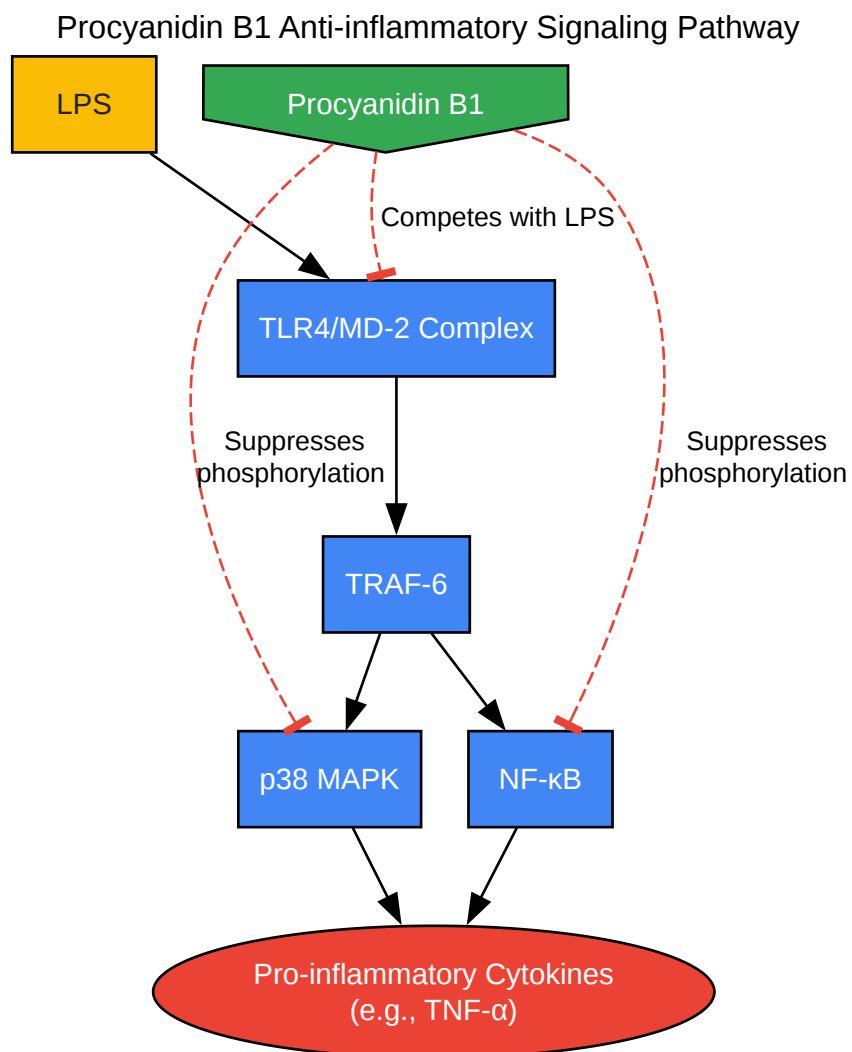 Procyanidin B1 Anti-inflammatory Signaling Pathway
LPS
Procyanidin B1
Competes with LPS
TLR4/MD-2 Complex
Suppresses
phosphorylation
Suppresses
phosphorylation
TRAF-6
p38 MAPK
NF-κB
Pro-inflammatory Cytokines
(e.g., TNF-α)